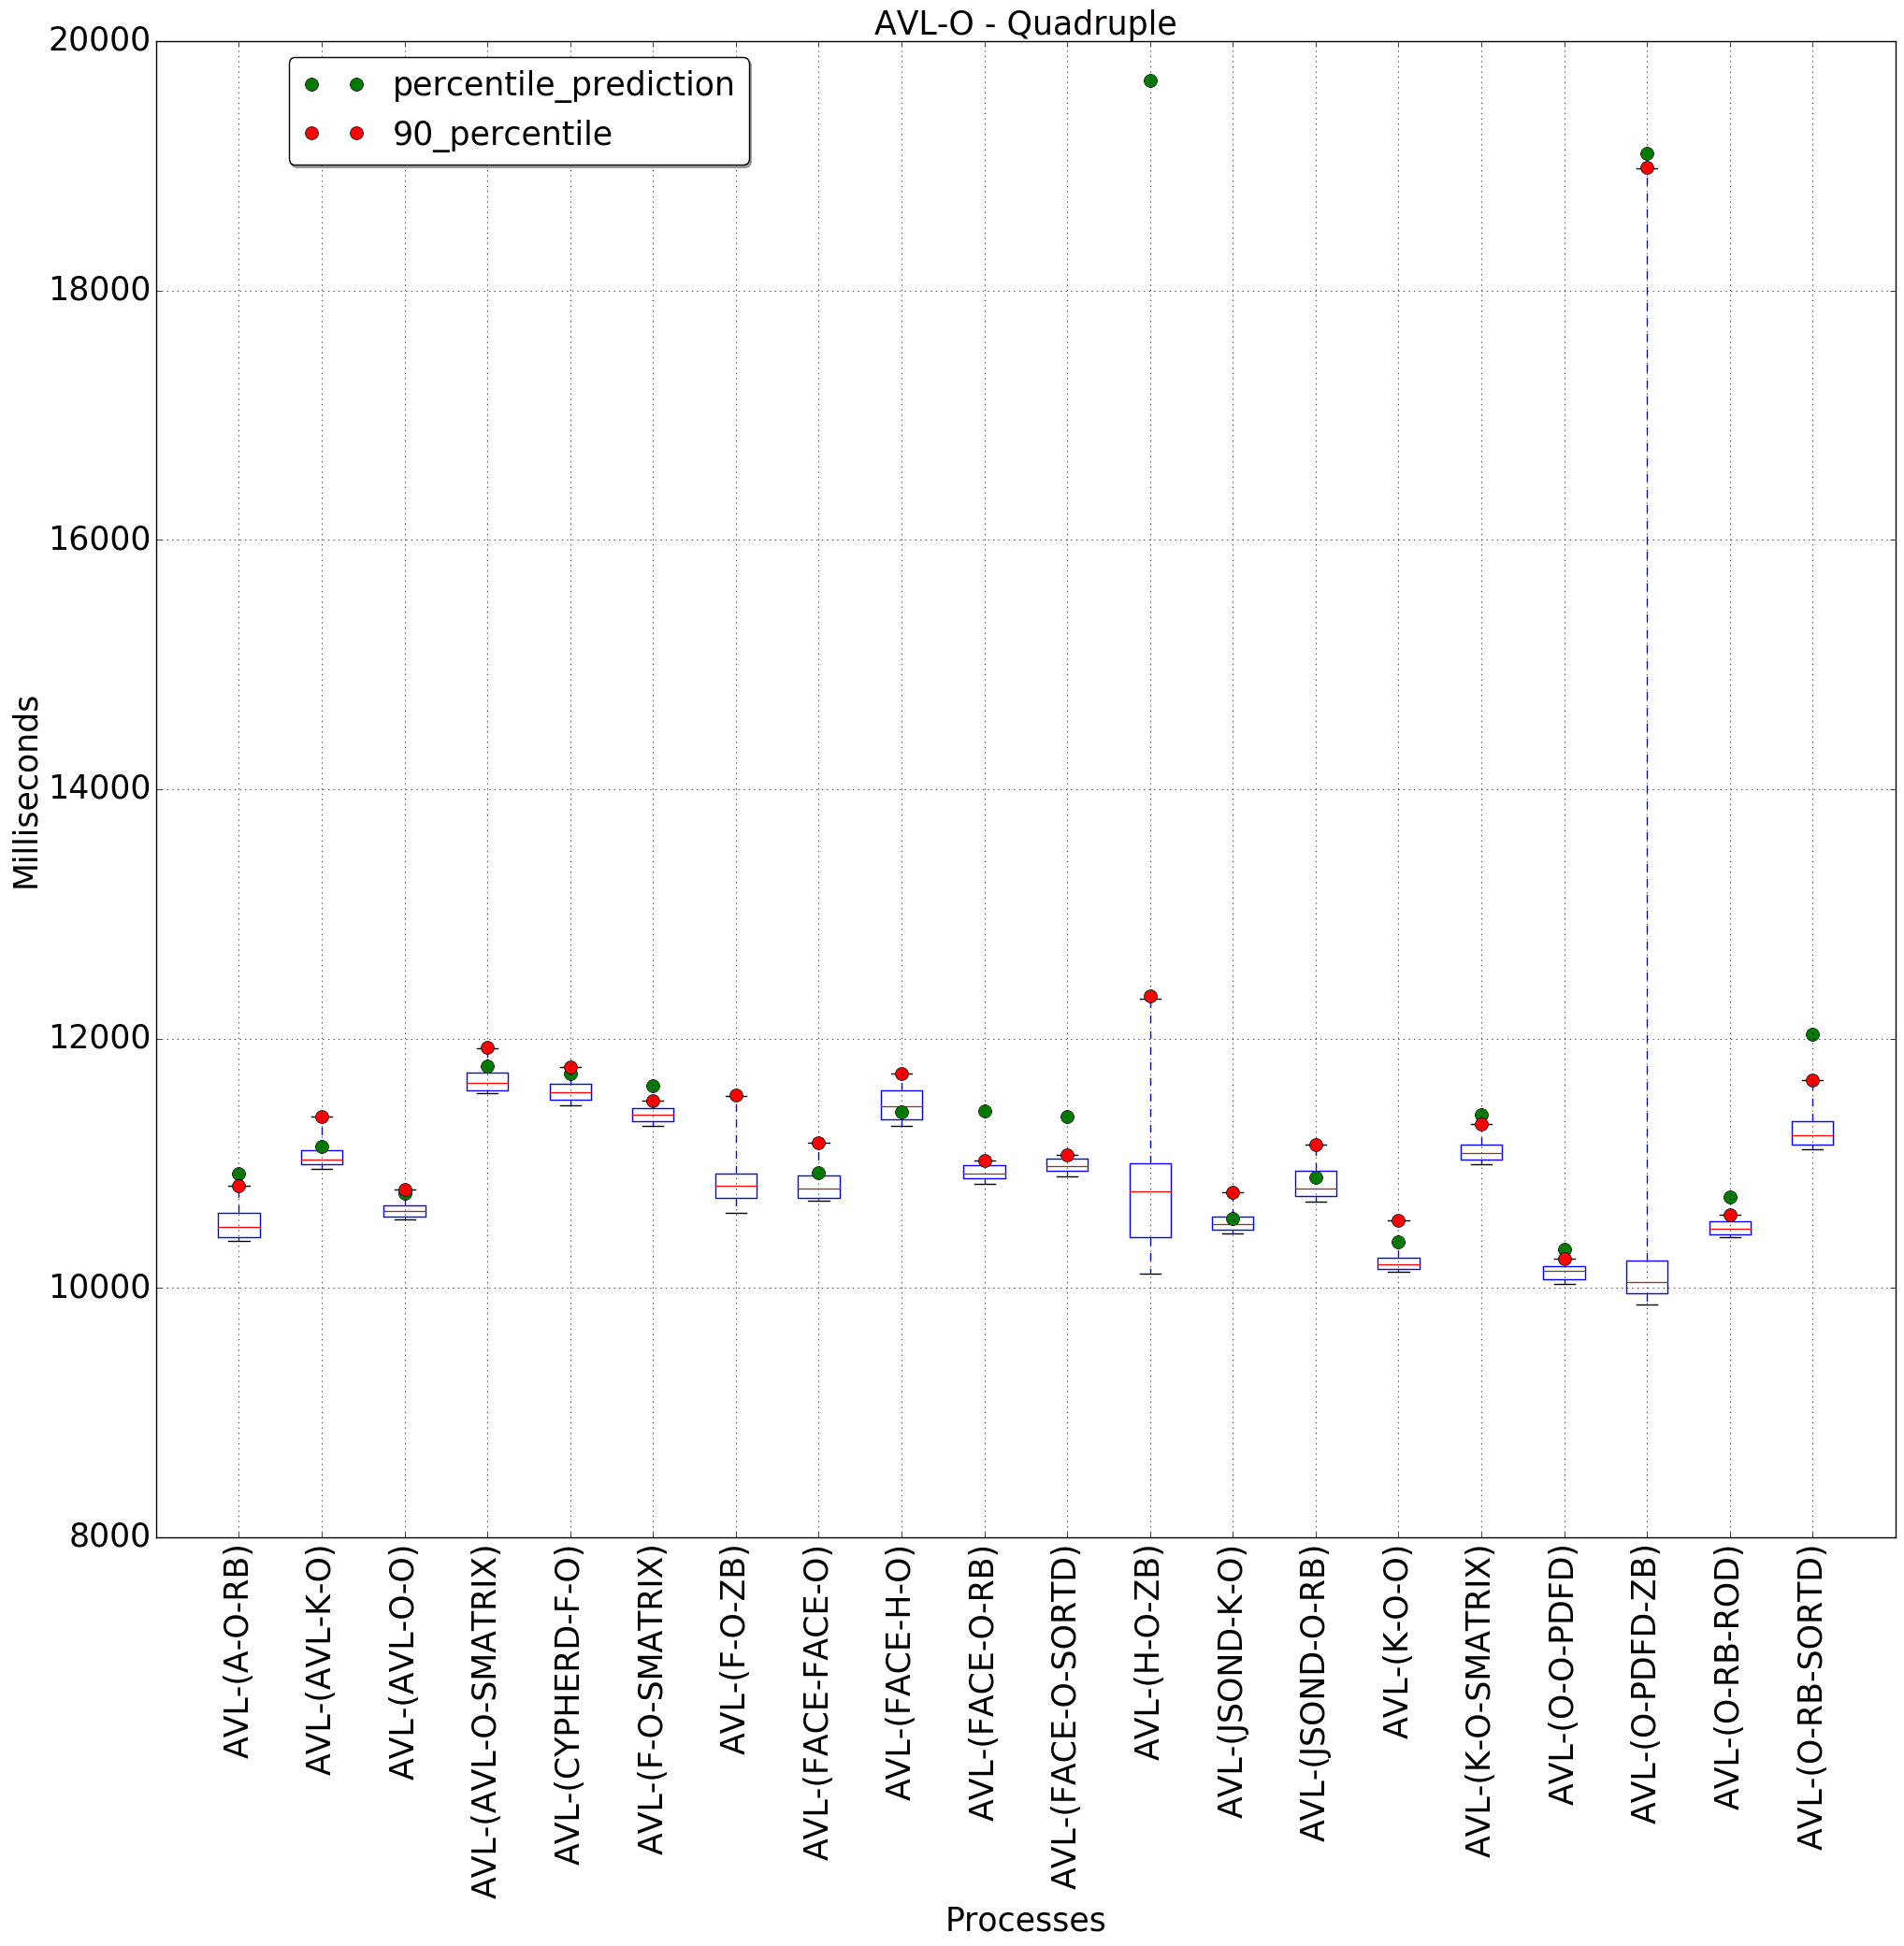 AVL-O - Quadruple
percentile_prediction
90_percentile
20000
18000
16000
14000
12000
10000
8000
Milliseconds
AVL-(A-O-RB)
AVL-(AVL-K-O)
AVL-(AVL-O-O)
AVL-(AVL-O-SMATRIX)
AVL-(CYPHERD-F-O)
AVL-(F-O-SMATRIX)
AVL-(F-O-ZB)
AVL-(FACE-FACE-O)
AVL-(FACE-H-O)
AVL-(FACE-O-RB)
AVL-(FACE-O-SORTD)
AVL-(H-O-ZB)
AVL-(JSOND-K-O)
AVL-(JSOND-O-RB)
AVL-(K-O-O)
AVL-(K-O-SMATRIX)
AVL-(O-O-PDFD)
AVL-(O-PDFD-ZB)
AVL-(O-RB-ROD)
AVL-(O-RB-SORTD)
Processes